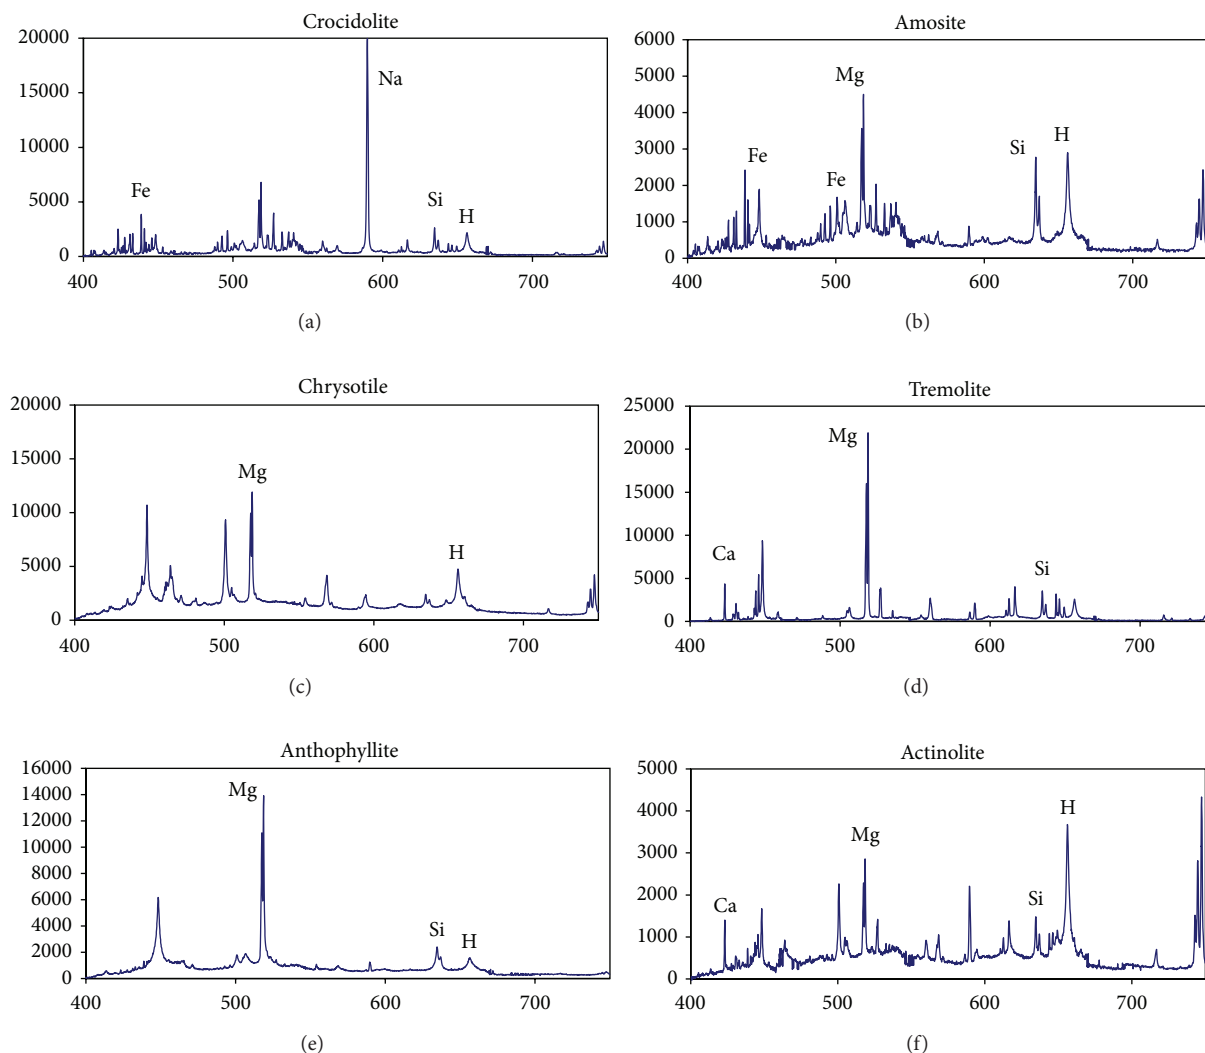 Crocidolite
20000
15000
10000
5000
0
400 500 600 700
Fe
Na
Si
H
(a)
Amosite
6000
5000
4000
3000
2000
1000
0
400 500 600 700
Fe
Fe
Mg
Si
H
(b)
Chrysotile
20000
15000
10000
5000
0
400 500 600 700
Mg
H
(c)
Tremolite
25000
20000
15000
10000
5000
0
400 500 600 700
Ca
Mg
Si
(d)
Anthophyllite
16000
14000
12000
10000
8000
6000
4000
2000
0
400 500 600 700
Mg
Si
H
(e)
Actinolite
5000
4000
3000
2000
1000
0
400 500 600 700
Ca
Mg
Si
H
(f)